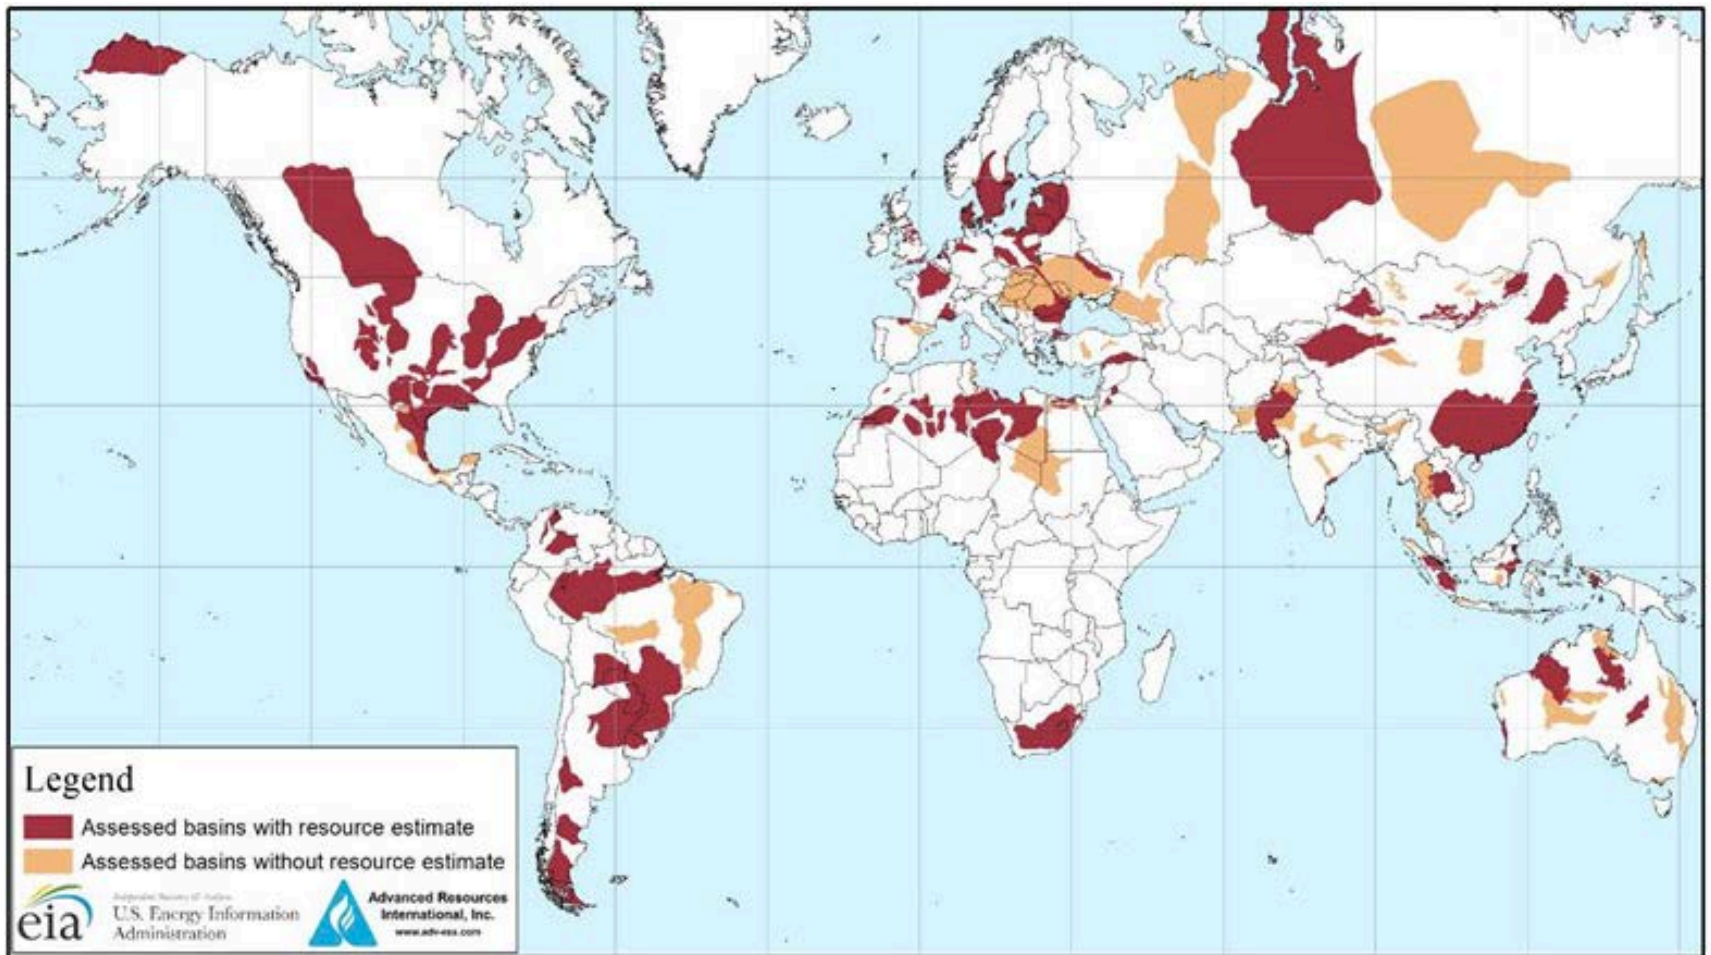 Legend
Assessed basins with resource estimate
Assessed basins without resource estimate
eia
U.S. Energy Information
Administration
Advanced Resources
International, Inc.